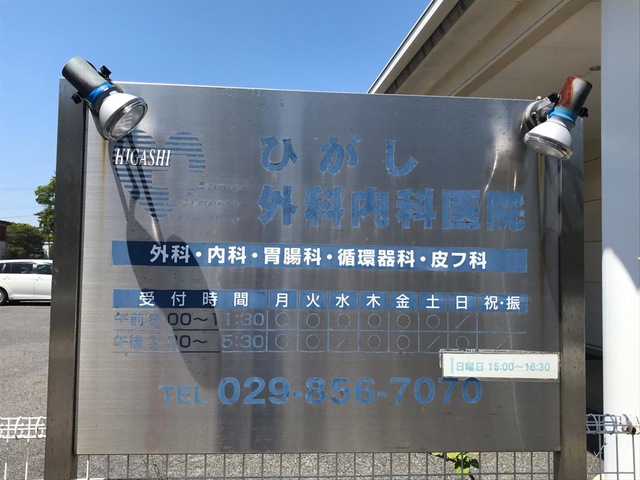 HIGASHI
ひがし
外科内科医院
外科・内科・胃腸科・循環器科・皮フ科
受付時間 月 火 水 木 金 土 日 祝・振
午前8:00〜11:30 ○ ○ ○ ○ ○ ○ /
午後 5:30 ○ ○ / ○ ○ ○
日曜日 15:00〜16:30
TEL 029-856-7070